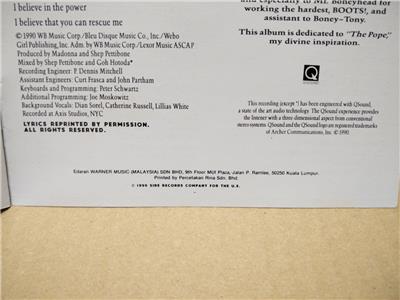 I believe in the power
I believe that you can rescue me
© 1990 WB Music Corp./Bleu Disque Music Co., Inc./Webo
Girl Publishing, Inc. Adm. by WB Music Corp./Lexor Music ASCAP
Produced by Madonna and Shep Pettibone
Mixed by Shep Pettibone and Goh Hotoda*
Recording Engineer: P. Dennis Mitchell
Assistant Engineers: Curt Frasca and John Partham
Keyboards and Programming: Peter Schwartz
Additional Programming: Joe Moskowitz
Background Vocals: Dian Sorel, Catherine Russell, Lillias White
Recorded at Axis Studios, NYC
LYRICS REPRINTED BY PERMISSION.
ALL RIGHTS RESERVED.
and especially to Mr. Boneyhead for
working the hardest, BOOTS!, and
assistant to Boney–Tony.
This album is dedicated to "The Pope,"
my divine inspiration.
Q
This recording (except *) has been engineered with QSound,
a state of the art audio technology. The QSound experience provides
the listener with a three dimensional aspect from conventional
stereo systems. QSound and the QSound logo are registered trademarks
of Archer Communications, Inc. © 1990.
Edaran WARNER MUSIC (MALAYSIA) SDN BHD, 9th Floor MUI Plaza, Jalan P. Ramlee, 50250 Kuala Lumpur.
Printed by Percetakan Rina Sdn. Bhd.
© 1990 SIRE RECORDS COMPANY FOR THE U.S.